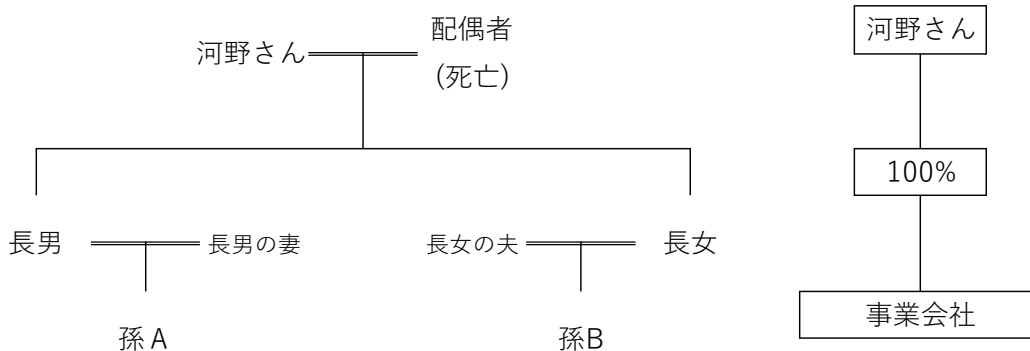 河野さん
配偶者
(死亡)
長男
長男の妻
長女の夫
長女
孫A
孫B
河野さん
100%
事業会社